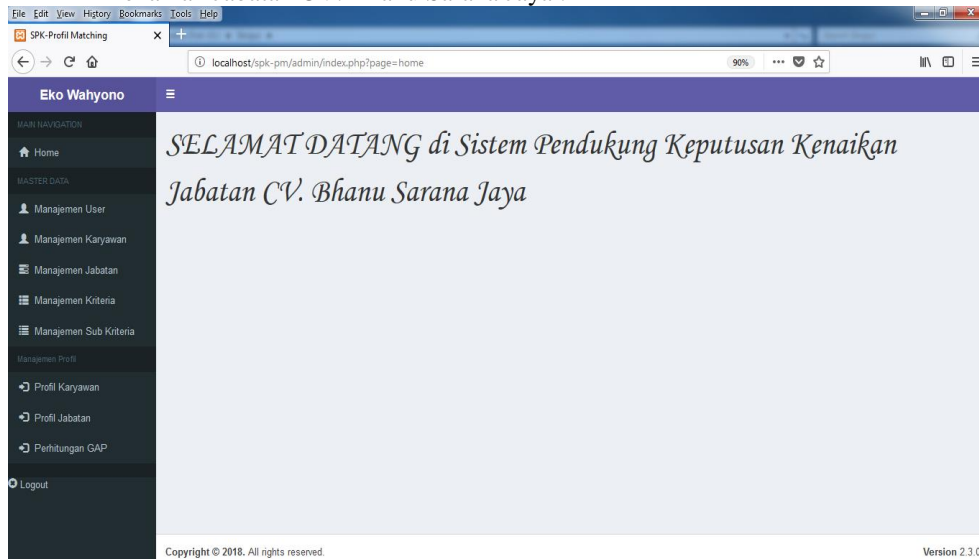 File Edit View History Bookmarks Tools Help
SPK-Profil Matching
localhost/spk-pm/admin/index.php?page=home
90%
Eko Wahyono
MAIN NAVIGATION
Home
MASTER DATA
Manajemen User
Manajemen Karyawan
Manajemen Jabatan
Manajemen Kriteria
Manajemen Sub Kriteria
Manajemen Profil
Profil Karyawan
Profil Jabatan
Perhitungan GAP
Logout
SELAMAT DATANG di Sistem Pendukung Keputusan Kenaikan
Jabatan CV. Bhanu Sarana Jaya
Copyright © 2018. All rights reserved.
Version 2.3.